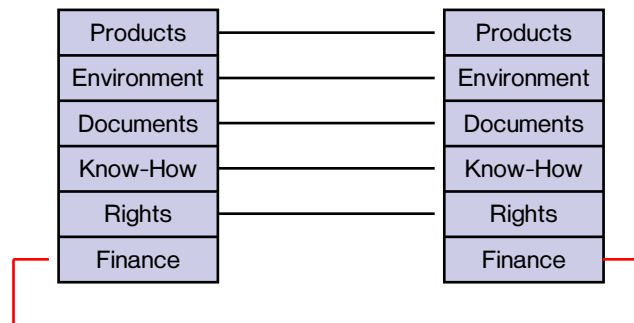 Products
Environment
Documents
Know-How
Rights
Finance
Products
Environment
Documents
Know-How
Rights
Finance